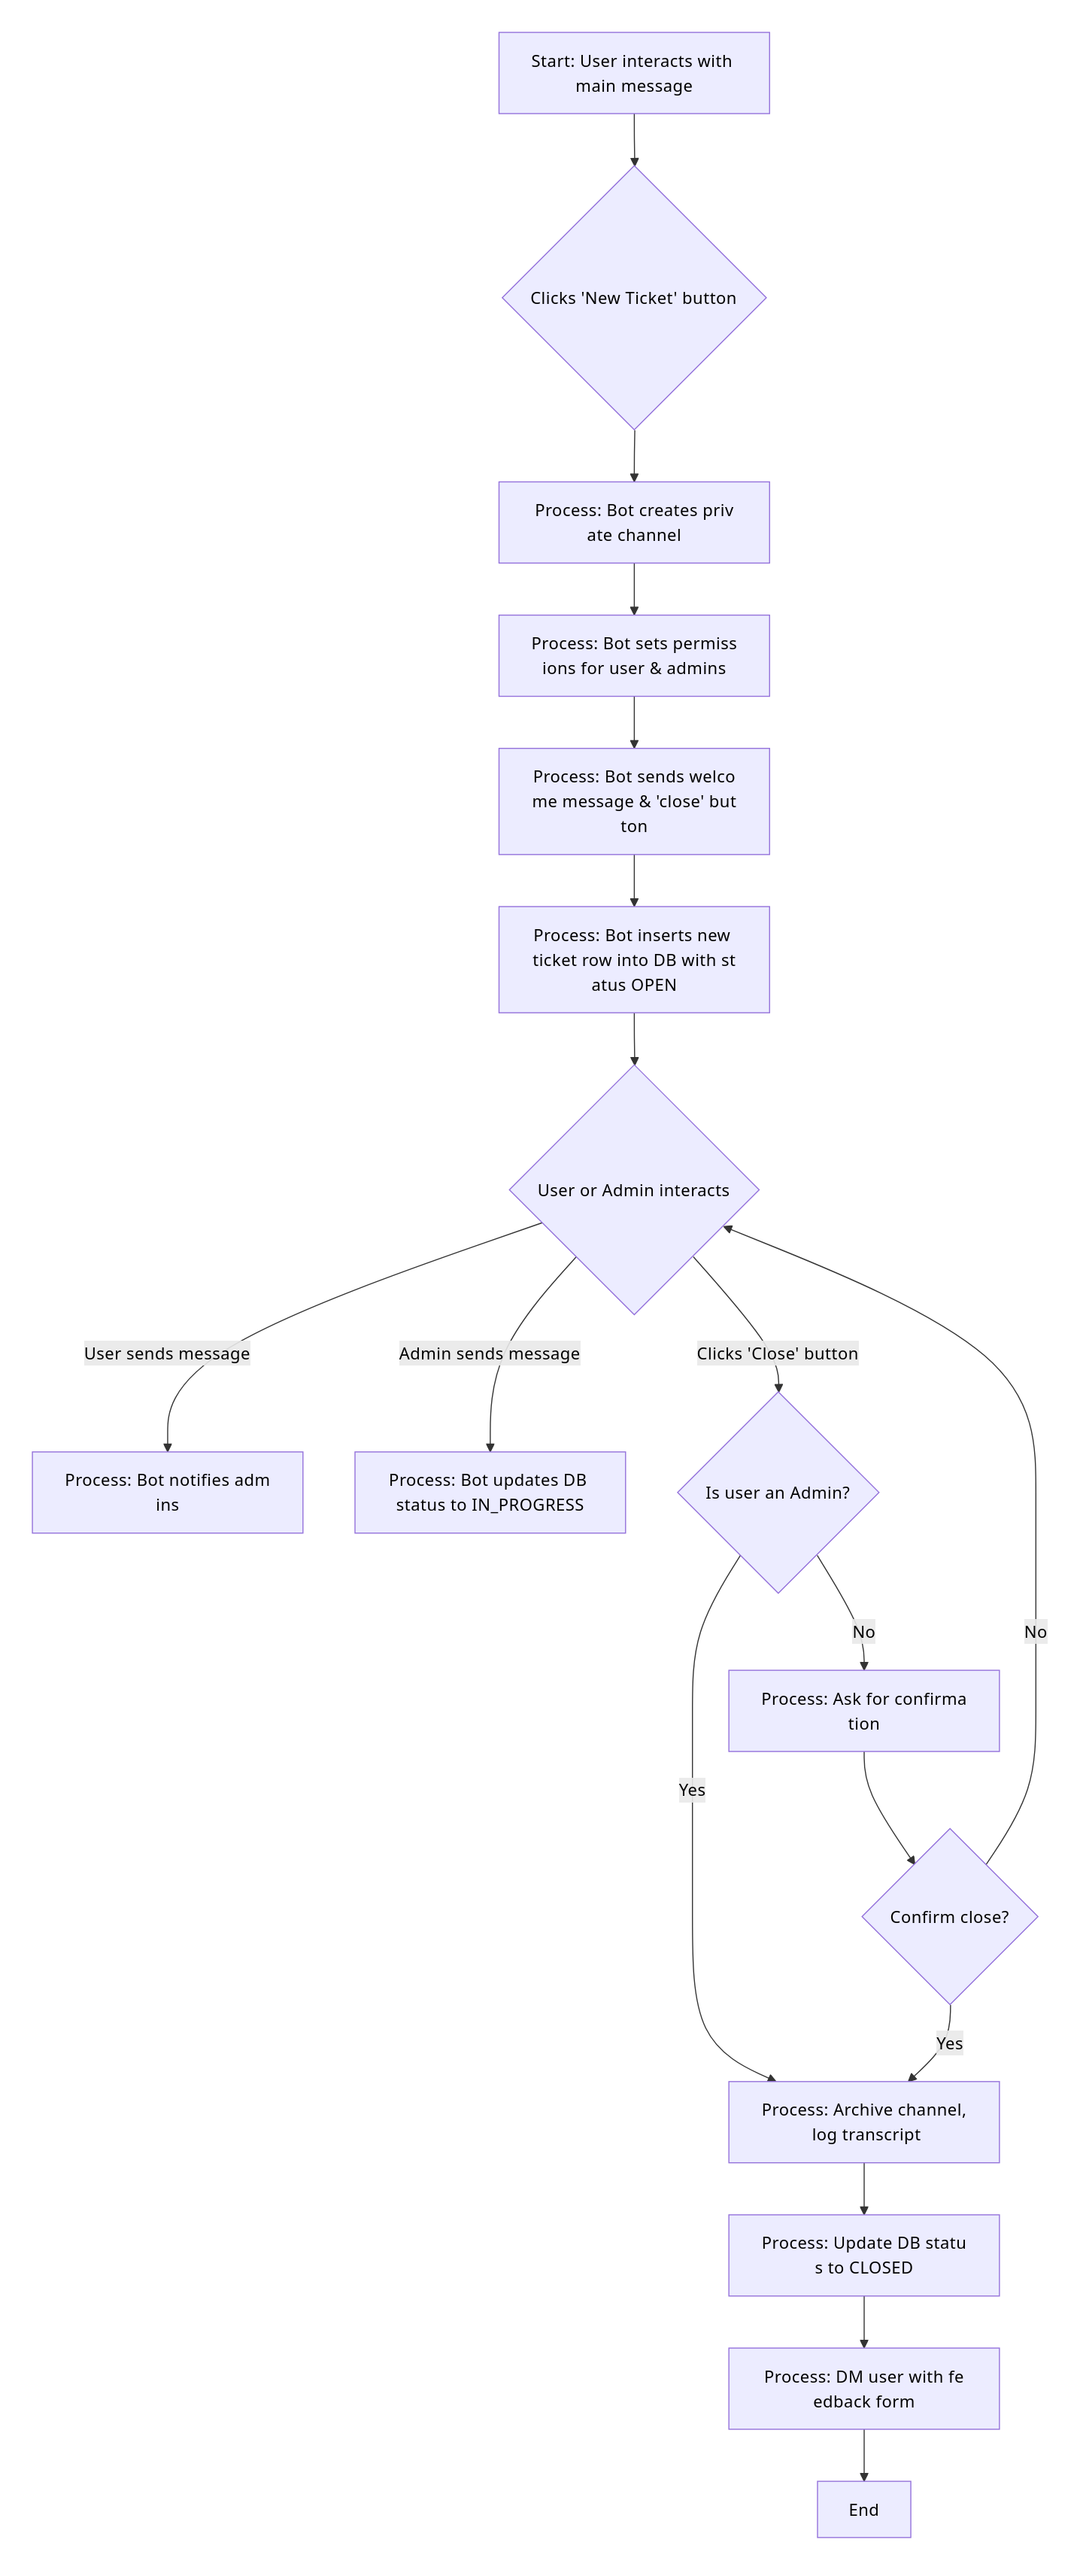 Start: User interacts with
main message
Clicks 'New Ticket' button
Process: Bot creates priv
ate channel
Process: Bot sets permiss
ions for user & admins
Process: Bot sends welco
me message & 'close' but
ton
Process: Bot inserts new
ticket row into DB with st
atus OPEN
User or Admin interacts
User sends message
Admin sends message
Clicks 'Close' button
Process: Bot notifies adm
ins
Process: Bot updates DB
status to IN_PROGRESS
Is user an Admin?
No
No
Process: Ask for confirma
tion
Yes
Confirm close?
Yes
Process: Archive channel,
log transcript
Process: Update DB statu
s to CLOSED
Process: DM user with fe
edback form
End